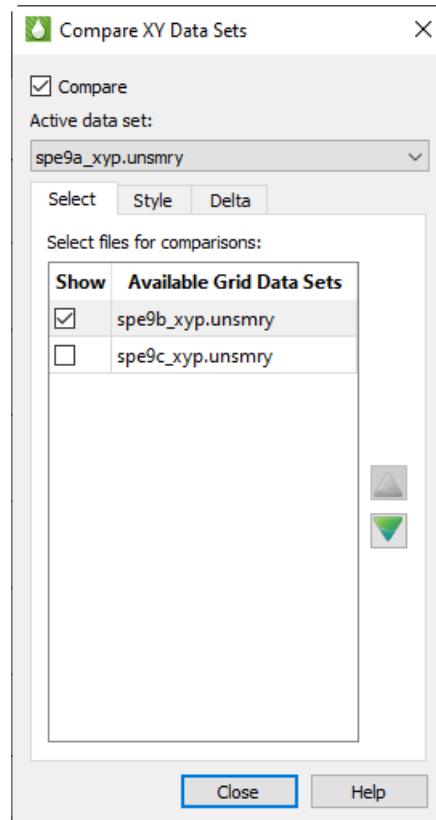 Compare XY Data Sets
Compare
Active data set:
spe9a_xyp.unsmry
Select Style Delta
Select files for comparisons:
Show Available Grid Data Sets
spe9b_xyp.unsmry
spe9c_xyp.unsmry
Close Help